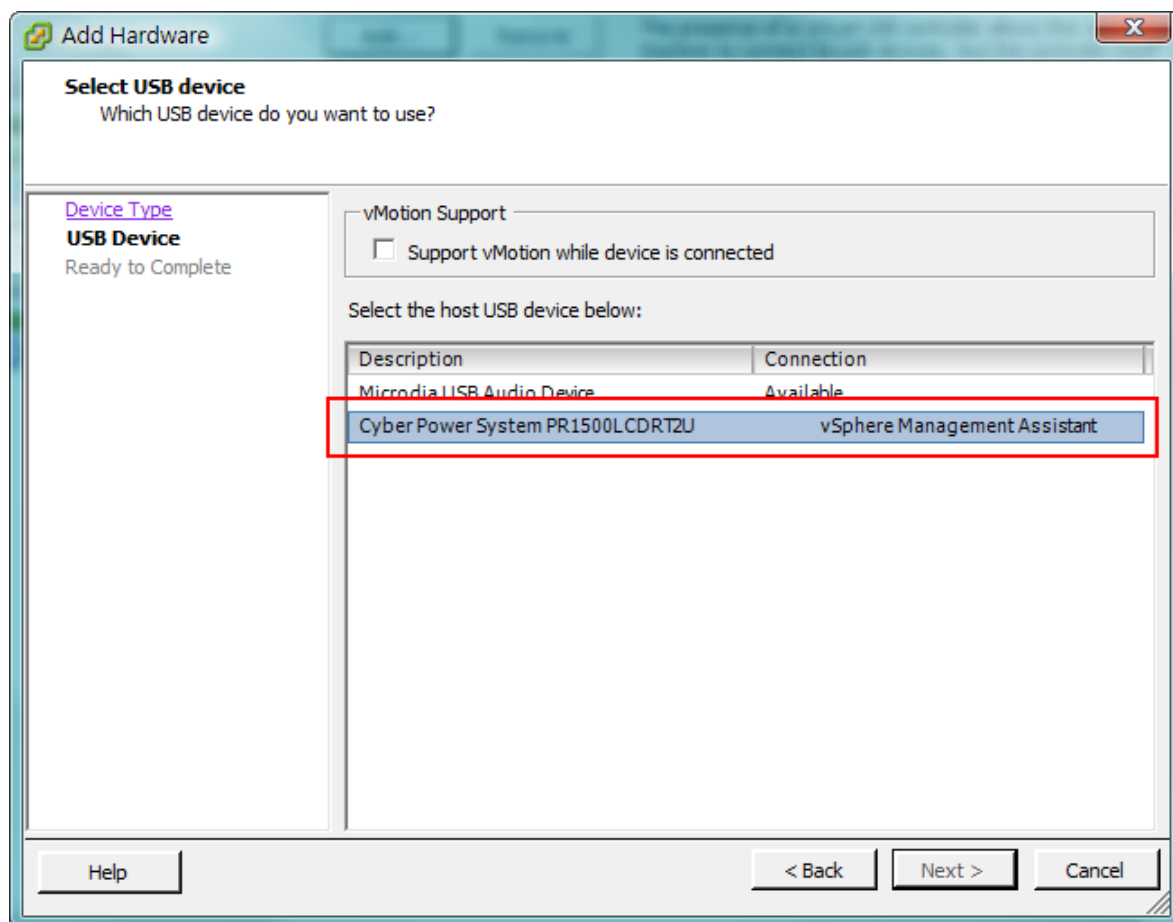 Add Hardware
Select USB device
Which USB device do you want to use?
Device Type
USB Device
Ready to Complete
vMotion Support
Support vMotion while device is connected
Select the host USB device below:
Description Connection
Microdia USB Audio Device Available
Cyber Power System PR1500LCDRT2U vSphere Management Assistant
Help < Back Next > Cancel